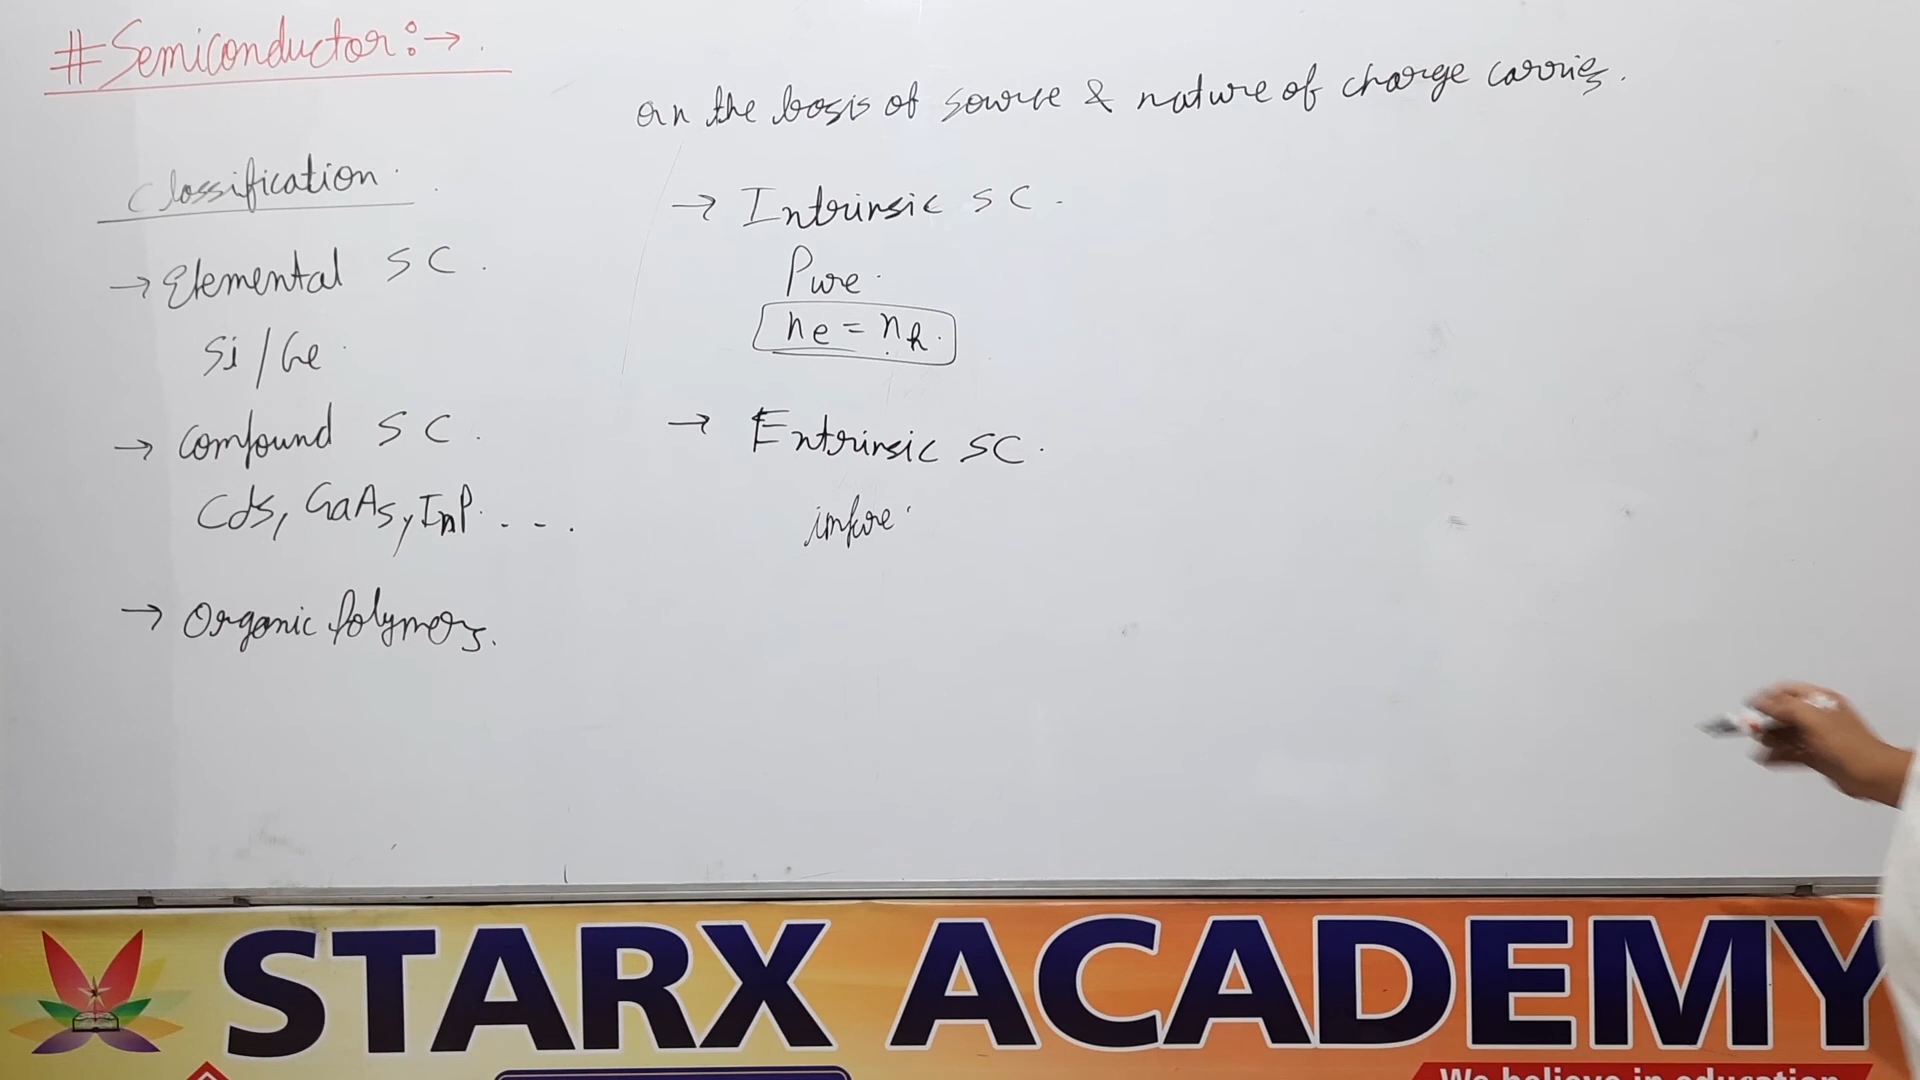 #Semiconductor:→
Classification
→ Elemental SC.
Si/Ge
→ Compound SC.
CdS, GaAs, InP. ---.
→ Organic Polymers.
on the basis of source & nature of charge carries.
→ Intrinsic SC.
Pure.
ne = nh.
→ Extrinsic SC.
impure.
STARX ACADEMY
We believe in education